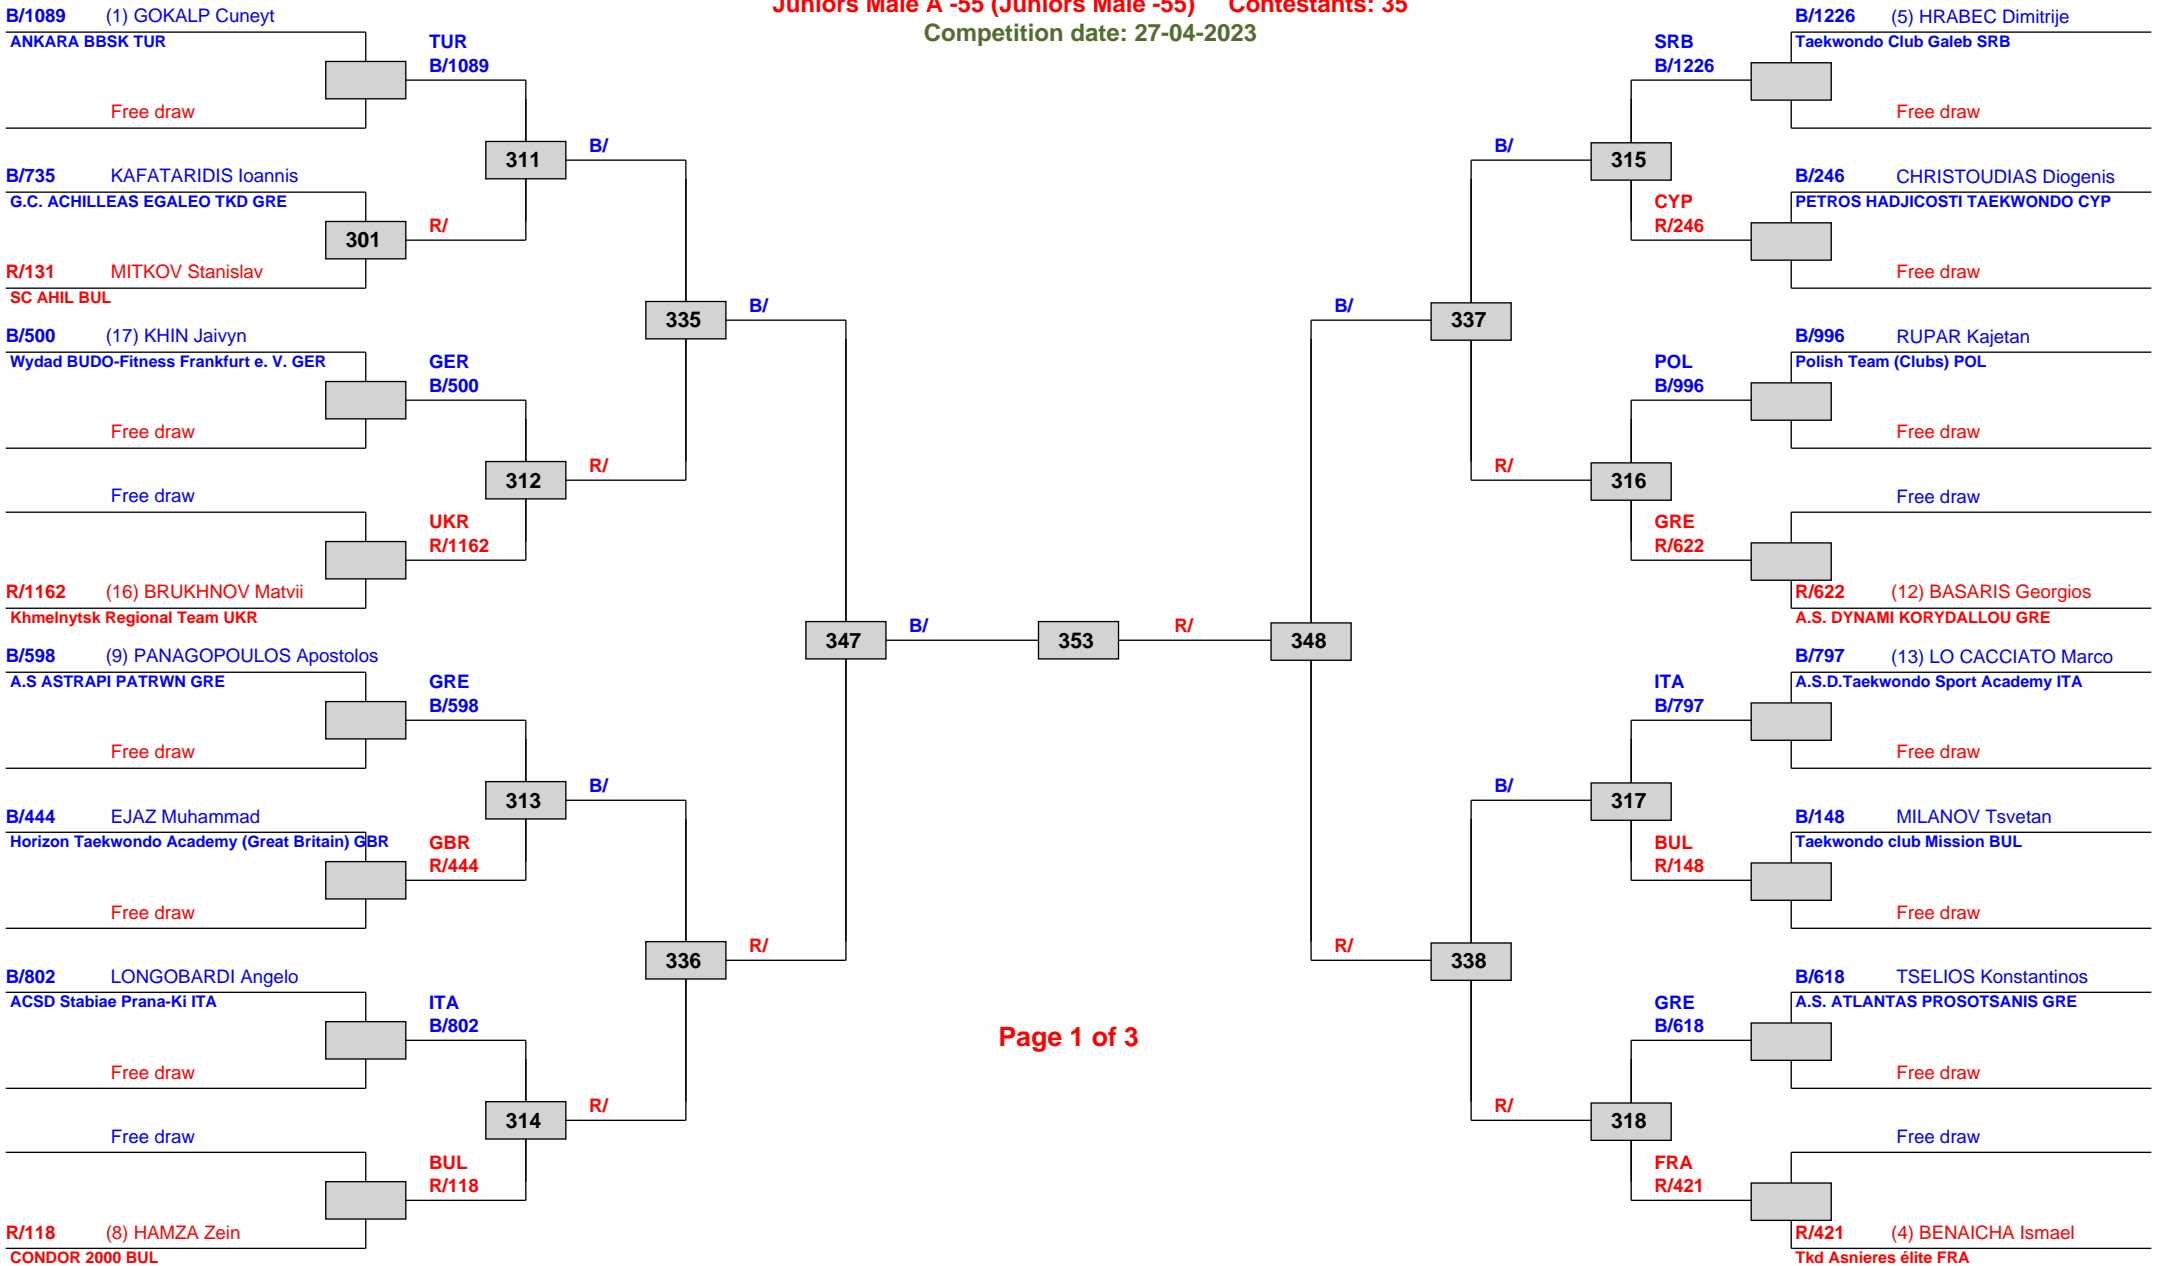 Juniors Male A -55 (Juniors Male -55) Contestants: 35
Competition date: 27-04-2023
B/1089 (1) GOKALP Cuneyt
ANKARA BBSK TUR
Free draw
TUR
B/1089
B/735 KAFATARIDIS Ioannis
G.C. ACHILLEAS EGALEO TKD GRE
301
R/131 MITKOV Stanislav
SC AHIL BUL
R/
311
B/
B/500 (17) KHIN Jaivyn
Wydad BUDO-Fitness Frankfurt e. V. GER
Free draw
GER
B/500
Free draw
R/1162 (16) BRUKHNOV Matvii
Khmelnytsk Regional Team UKR
UKR
R/1162
312
R/
335
B/
B/598 (9) PANAGOPOULOS Apostolos
A.S ASTRAPI PATRWN GRE
Free draw
GRE
B/598
B/444 EJAZ Muhammad
Horizon Taekwondo Academy (Great Britain) GBR
Free draw
GBR
R/444
313
B/
B/802 LONGOBARDI Angelo
ACSD Stabiae Prana-Ki ITA
Free draw
ITA
B/802
Free draw
R/118 (8) HAMZA Zein
CONDOR 2000 BUL
BUL
R/118
314
R/
336
R/
347
B/
353
R/
348
Page 1 of 3
B/
337
B/
315
SRB
B/1226
B/1226 (5) HRABEC Dimitrije
Taekwondo Club Galeb SRB
Free draw
CYP
R/246
B/246 CHRISTOUDIAS Diogenis
PETROS HADJICOSTI TAEKWONDO CYP
Free draw
R/
316
POL
B/996
B/996 RUPAR Kajetan
Polish Team (Clubs) POL
Free draw
GRE
R/622
Free draw
R/622 (12) BASARIS Georgios
A.S. DYNAMI KORYDALLOU GRE
R/
338
B/
317
ITA
B/797
B/797 (13) LO CACCIATO Marco
A.S.D.Taekwondo Sport Academy ITA
Free draw
BUL
R/148
B/148 MILANOV Tsvetan
Taekwondo club Mission BUL
Free draw
R/
318
GRE
B/618
B/618 TSELIOS Konstantinos
A.S. ATLANTAS PROSOTSANIS GRE
Free draw
FRA
R/421
Free draw
R/421 (4) BENAICHA Ismael
Tkd Asnieres élite FRA